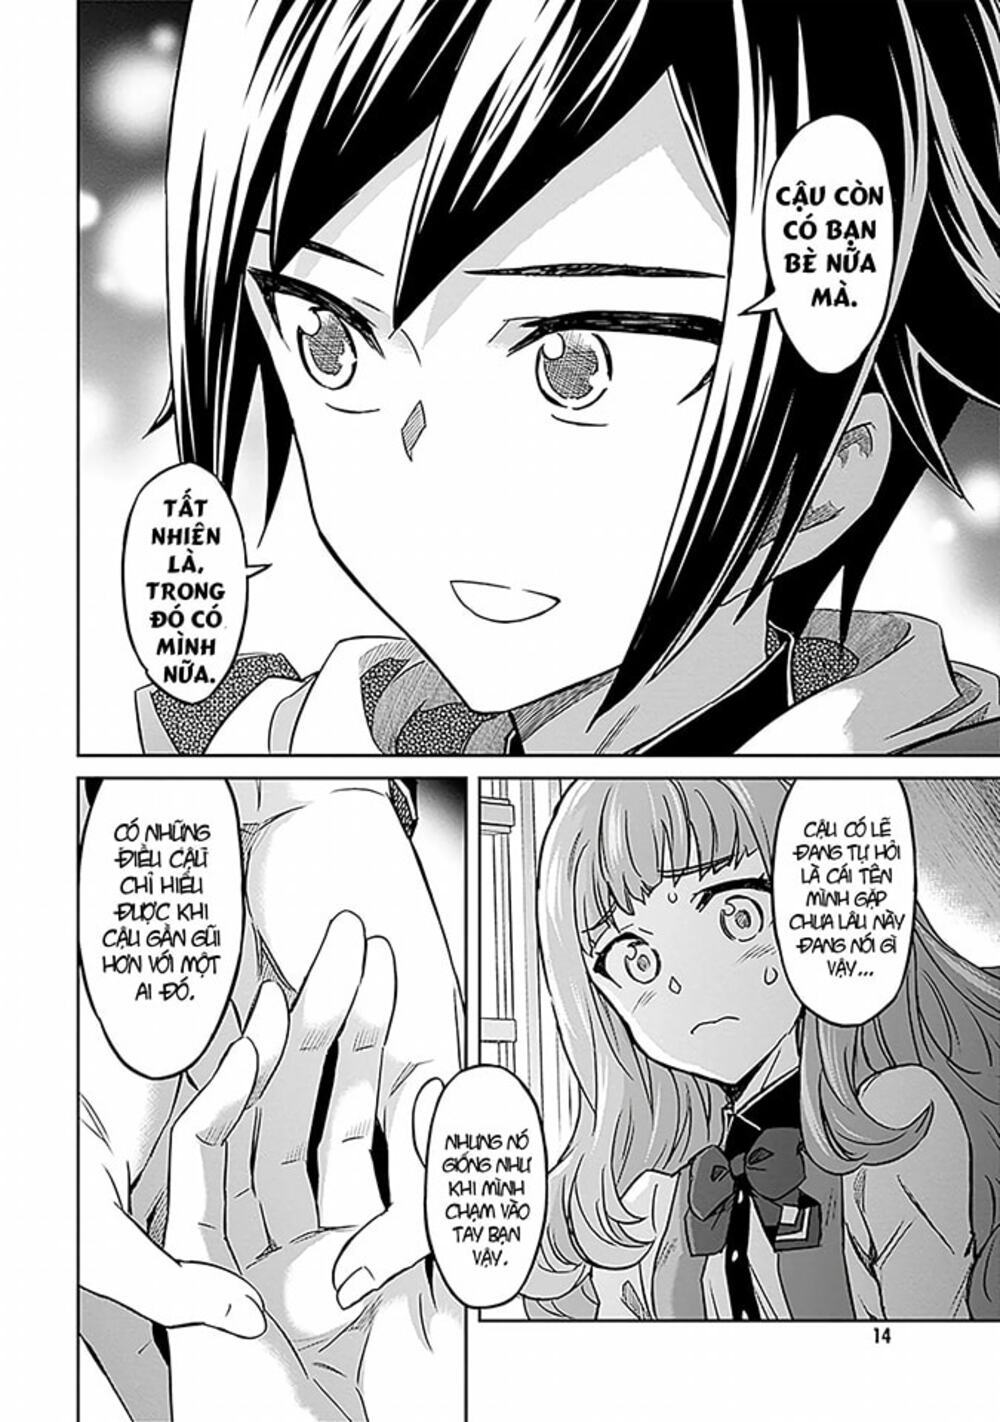 CẬU CÒN
CÓ BẠN
BÈ NỮA
MÀ.
TẤT
NHIÊN
LÀ,
TRONG
ĐÓ CÓ
MÌNH
NỮA.
CẬU CÓ LẼ
ĐANG TỰ HỎI
LÀ CÁI TÊN
MÌNH GẶP
CHƯA LÂU NÀY
ĐANG NÓI GÌ
VẬY...
NHƯNG NÓ
GIỐNG NHƯ
KHI MÌNH
CHẠM VÀO
TAY BẠN
VẬY.
CÓ NHỮNG
ĐIỀU CẬU
CHỈ HIỂU
ĐƯỢC KHI
CẬU GẦN GŨI
HƠN VỚI MỘT
AI ĐÓ.
14